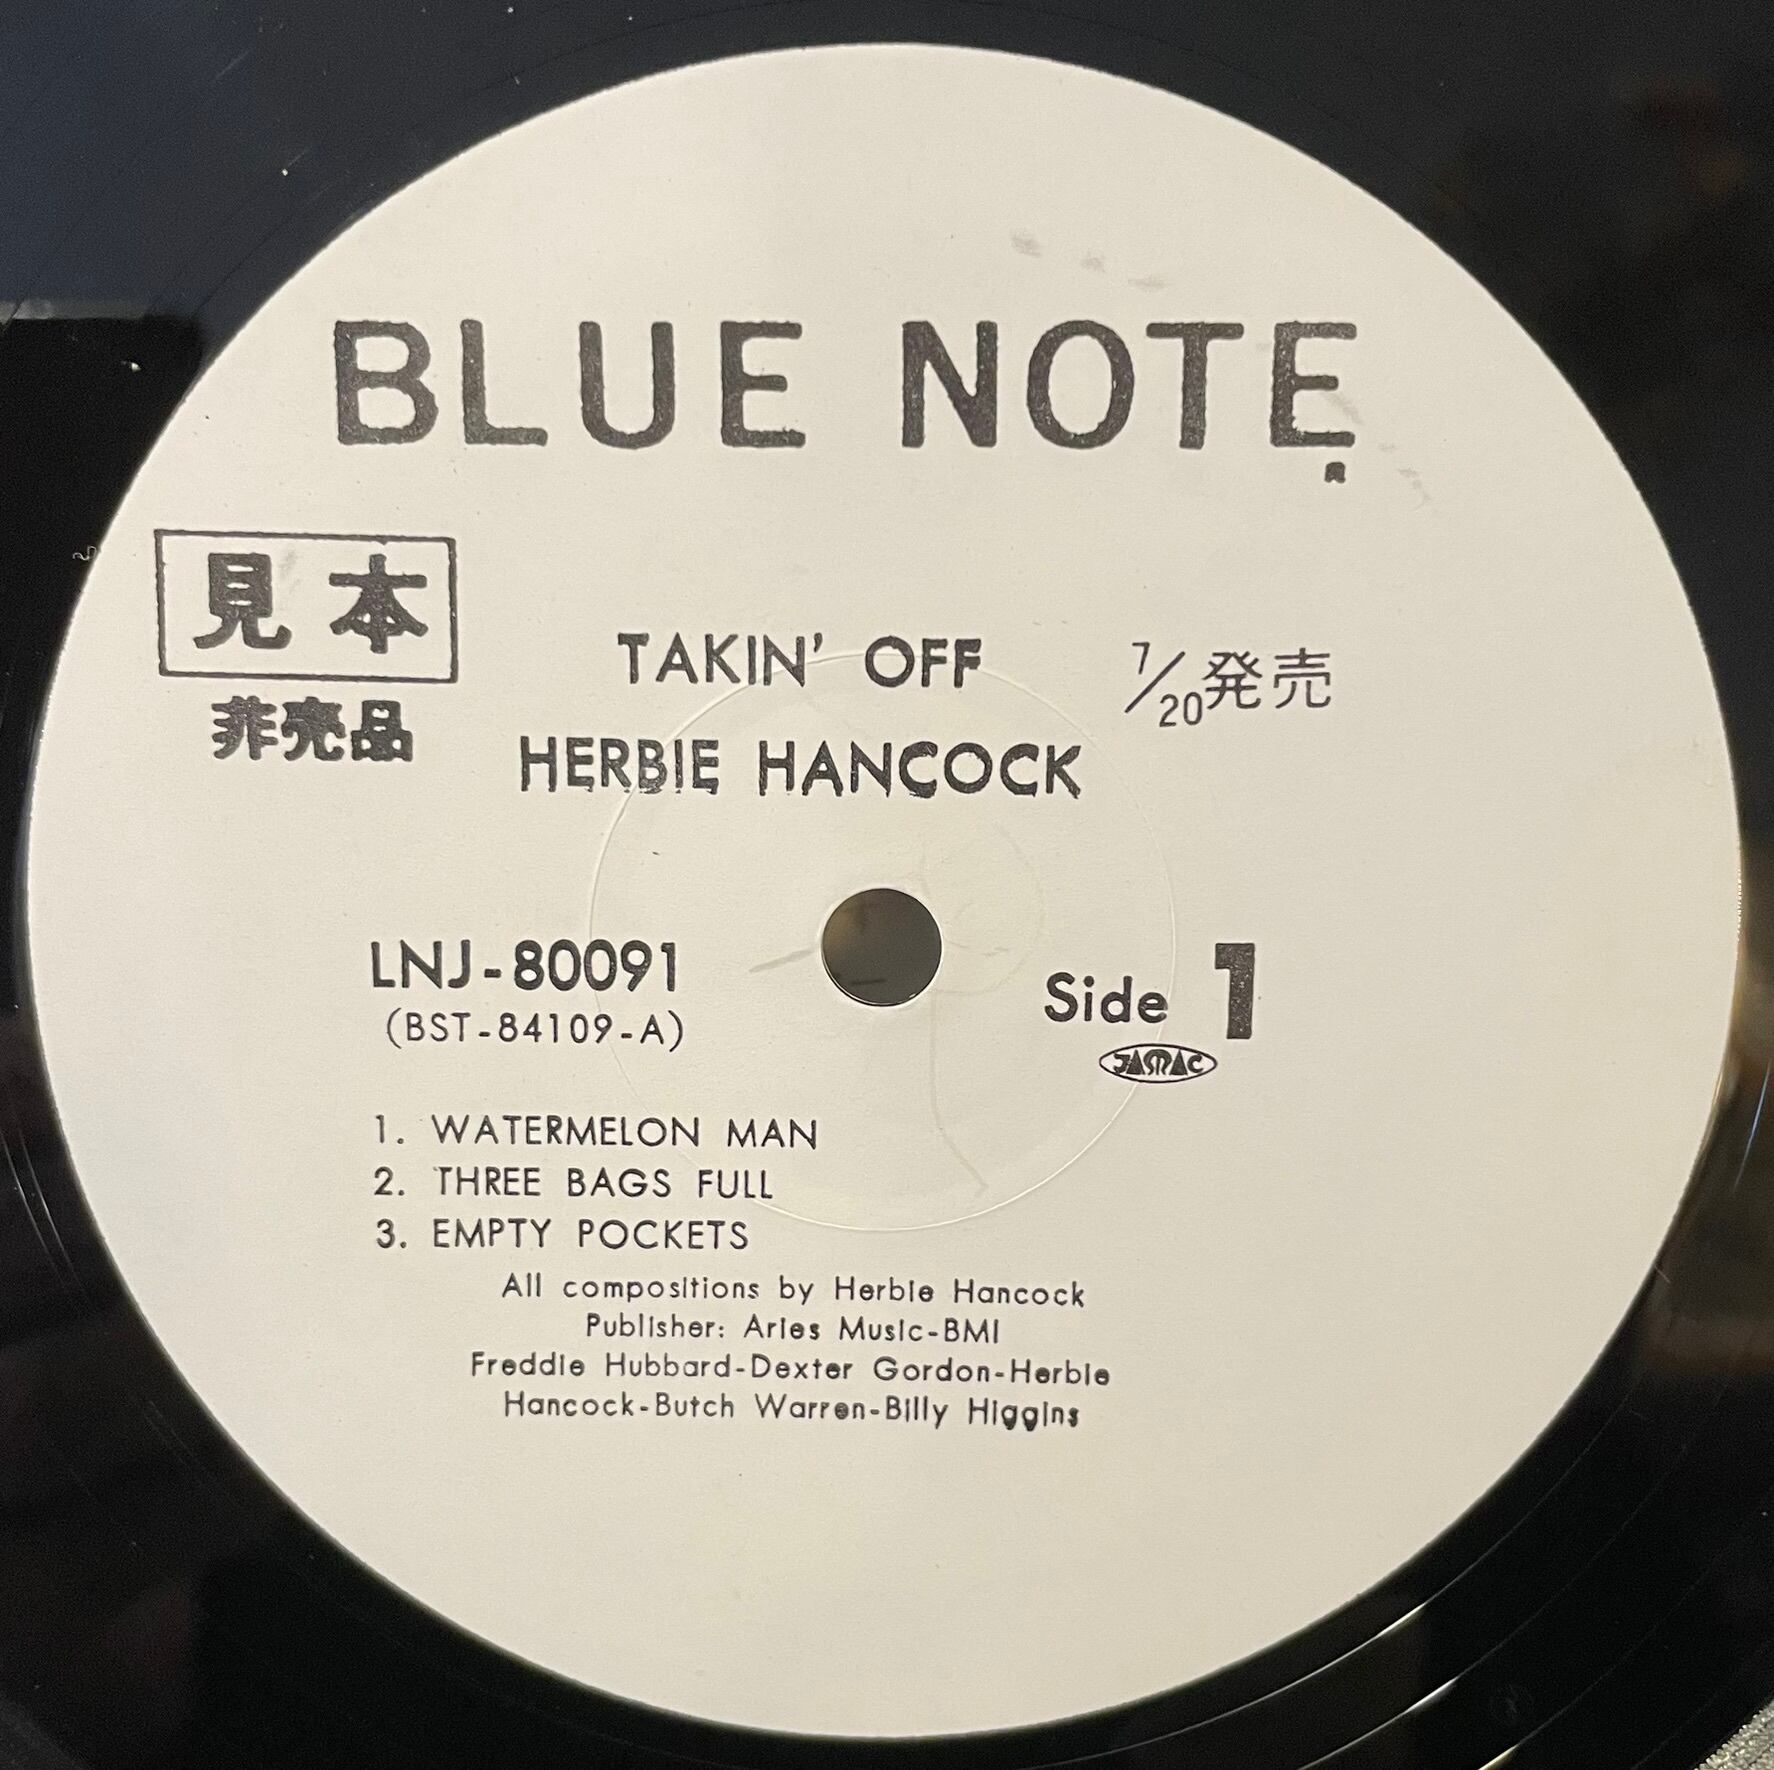 BLUE NOTE
見本
非売品
TAKIN' OFF
7/20発売
HERBIE HANCOCK
LNJ-80091
(BST-84109-A)
Side 1
JASRAC
1. WATERMELON MAN
2. THREE BAGS FULL
3. EMPTY POCKETS
All compositions by Herbie Hancock
Publisher: Aries Music-BMI
Freddie Hubbard-Dexter Gordon-Herbie
Hancock-Butch Warren-Billy Higgins